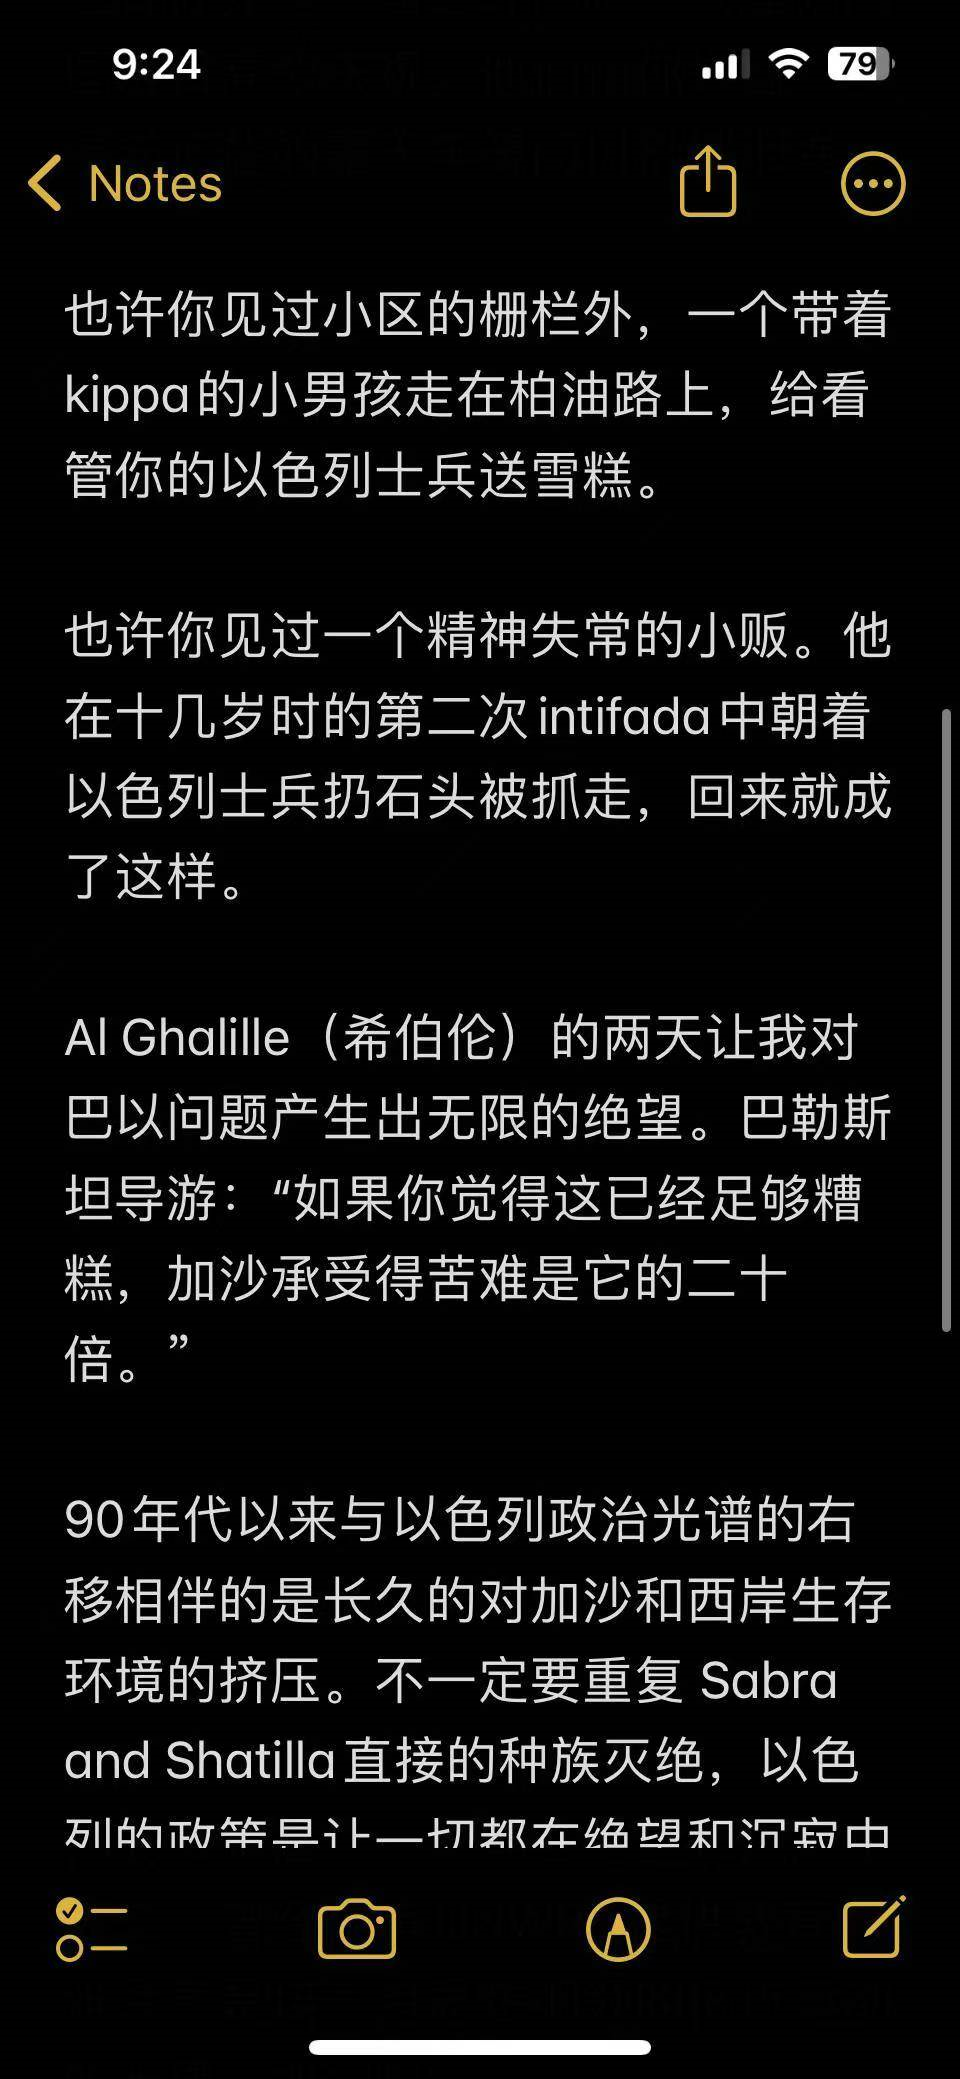 9:24
79
Notes
也许你见过小区的栅栏外，一个带着
kippa的小男孩走在柏油路上，给看
管你的以色列士兵送雪糕。
也许你见过一个精神失常的小贩。他
在十几岁时的第二次intifada中朝着
以色列士兵扔石头被抓走，回来就成
了这样。
Al Ghalille（希伯伦）的两天让我对
巴以问题产生出无限的绝望。巴勒斯
坦导游：“如果你觉得这已经足够糟
糕，加沙承受得苦难是它的二十
倍。”
90年代以来与以色列政治光谱的右
移相伴的是长久的对加沙和西岸生存
环境的挤压。不一定要重复 Sabra
and Shatilla直接的种族灭绝，以色
列的政策是让一切都在绝望和沉寂中